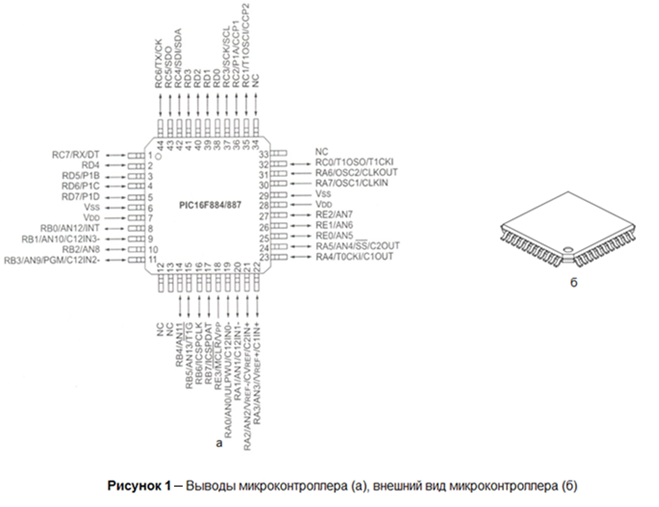 RC6/TX/CK
RC5/SDO
RC4/SDI/SDA
RD3
RD2
RD1
RD0
RC3/SCK/SCL
RC2/P1A/CCP1
RC1/T1OSCI/CCP2
NC
44
43
42
41
40
39
38
37
36
35
34
RC7/RX/DT 1
RD4 2
RD5/P1B 3
RD6/P1C 4
RD7/P1D 5
VSS 6
VDD 7
RB0/AN12/INT 8
RB1/AN10/C12IN3- 9
RB2/AN8 10
RB3/AN9/PGM/C12IN2- 11
PIC16F884/887
33 NC
32 RC0/T1OSO/T1CKI
31 RA6/OSC2/CLKOUT
30 RA7/OSC1/CLKIN
29 VSS
28 VDD
27 RE2/AN7
26 RE1/AN6
25 RE0/AN5
24 RA5/AN4/SS/C2OUT
23 RA4/T0CKI/C1OUT
12
13
14
15
16
17
18
19
20
21
22
NC
NC
RB4/AN11
RB5/AN13/T1G
RB6/ICSPCLK
RB7/ICSPDAT
RE3/MCLR/VPP
RA0/AN0/ULPWU/C12IN0-
RA1/AN1/C12IN1-
RA2/AN2/VREF-/CVREF/C2IN+
RA3/AN3//VREF+/C1IN+
а
б
Рисунок 1 – Выводы микроконтроллера (а), внешний вид микроконтроллера (б)